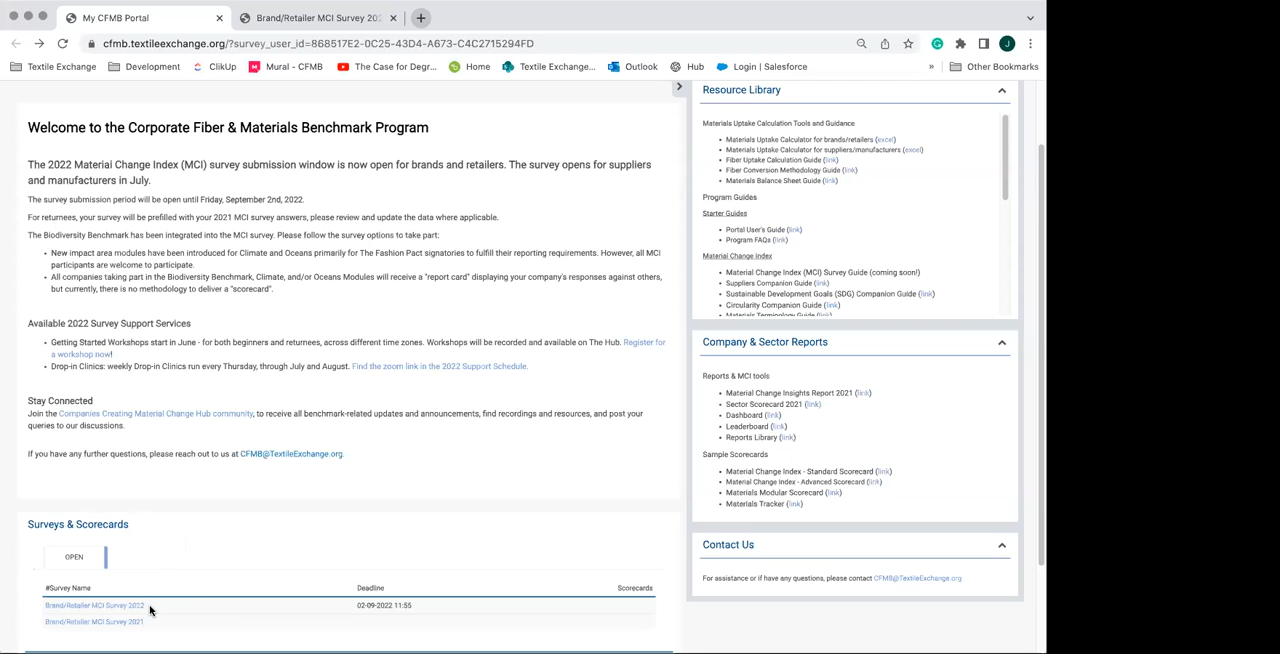 My CFMB Portal
Brand/Retailer MCI Survey 202
cfmb.textileexchange.org/?survey_user_id=868517E2-0C25-43D4-A673-C4C2715294FD
J
Textile Exchange
Development
ClickUp
Mural - CFMB
The Case for Degr...
Home
Textile Exchange...
Outlook
Hub
Login | Salesforce
»
Other Bookmarks
Welcome to the Corporate Fiber & Materials Benchmark Program
The 2022 Material Change Index (MCI) survey submission window is now open for brands and retailers. The survey opens for suppliers
and manufacturers in July.
The survey submission period will be open until Friday, September 2nd, 2022.
For returnees, your survey will be prefilled with your 2021 MCI survey answers, please review and update the data where applicable.
The Biodiversity Benchmark has been integrated into the MCI survey. Please follow the survey options to take part:
• New impact area modules have been introduced for Climate and Oceans primarily for The Fashion Pact signatories to fulfill their reporting requirements. However, all MCI
participants are welcome to participate.
• All companies taking part in the Biodiversity Benchmark, Climate, and/or Oceans Modules will receive a "report card" displaying your company's responses against others,
but currently, there is no methodology to deliver a "scorecard".
Available 2022 Survey Support Services
• Getting Started Workshops start in June - for both beginners and returnees, across different time zones. Workshops will be recorded and available on The Hub. Register for
a workshop now!
• Drop-in Clinics: weekly Drop-in Clinics run every Thursday, through July and August. Find the zoom link in the 2022 Support Schedule.
Stay Connected
Join the Companies Creating Material Change Hub community, to receive all benchmark-related updates and announcements, find recordings and resources, and post your
queries to our discussions.
If you have any further questions, please reach out to us at CFMB@TextileExchange.org.
Surveys & Scorecards
OPEN
#Survey Name Deadline Scorecards
Brand/Retailer MCI Survey 2022 02-09-2022 11:55
Brand/Retailer MCI Survey 2021
Resource Library
Materials Uptake Calculation Tools and Guidance
• Materials Uptake Calculator for brands/retailers (excel)
• Materials Uptake Calculator for suppliers/manufacturers (excel)
• Fiber Uptake Calculation Guide (link)
• Fiber Conversion Methodology Guide (link)
• Materials Balance Sheet Guide (link)
Program Guides
Starter Guides
• Portal User's Guide (link)
• Program FAQs (link)
Material Change Index
• Material Change Index (MCI) Survey Guide (coming soon!)
• Suppliers Companion Guide (link)
• Sustainable Development Goals (SDG) Companion Guide (link)
• Circularity Companion Guide (link)
• Materials Terminology Guide (link)
Company & Sector Reports
Reports & MCI tools
• Material Change Insights Report 2021 (link)
• Sector Scorecard 2021 (link)
• Dashboard (link)
• Leaderboard (link)
• Reports Library (link)
Sample Scorecards
• Material Change Index - Standard Scorecard (link)
• Material Change Index - Advanced Scorecard (link)
• Materials Modular Scorecard (link)
• Materials Tracker (link)
Contact Us
For assistance or if have any questions, please contact CFMB@TextileExchange.org